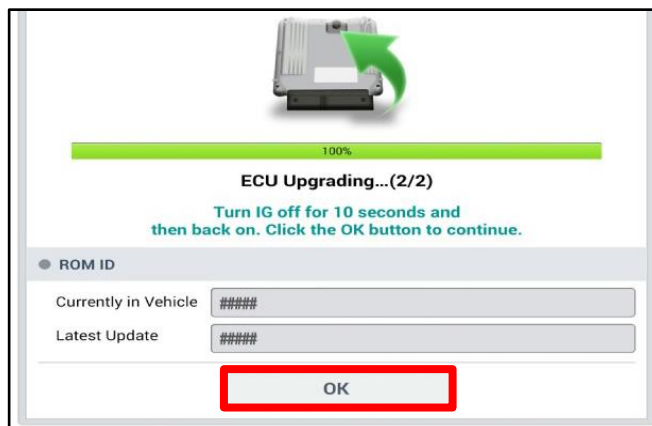 100%
ECU Upgrading...(2/2)
Turn IG off for 10 seconds and
then back on. Click the OK button to continue.
ROM ID
Currently in Vehicle #####
Latest Update #####
OK